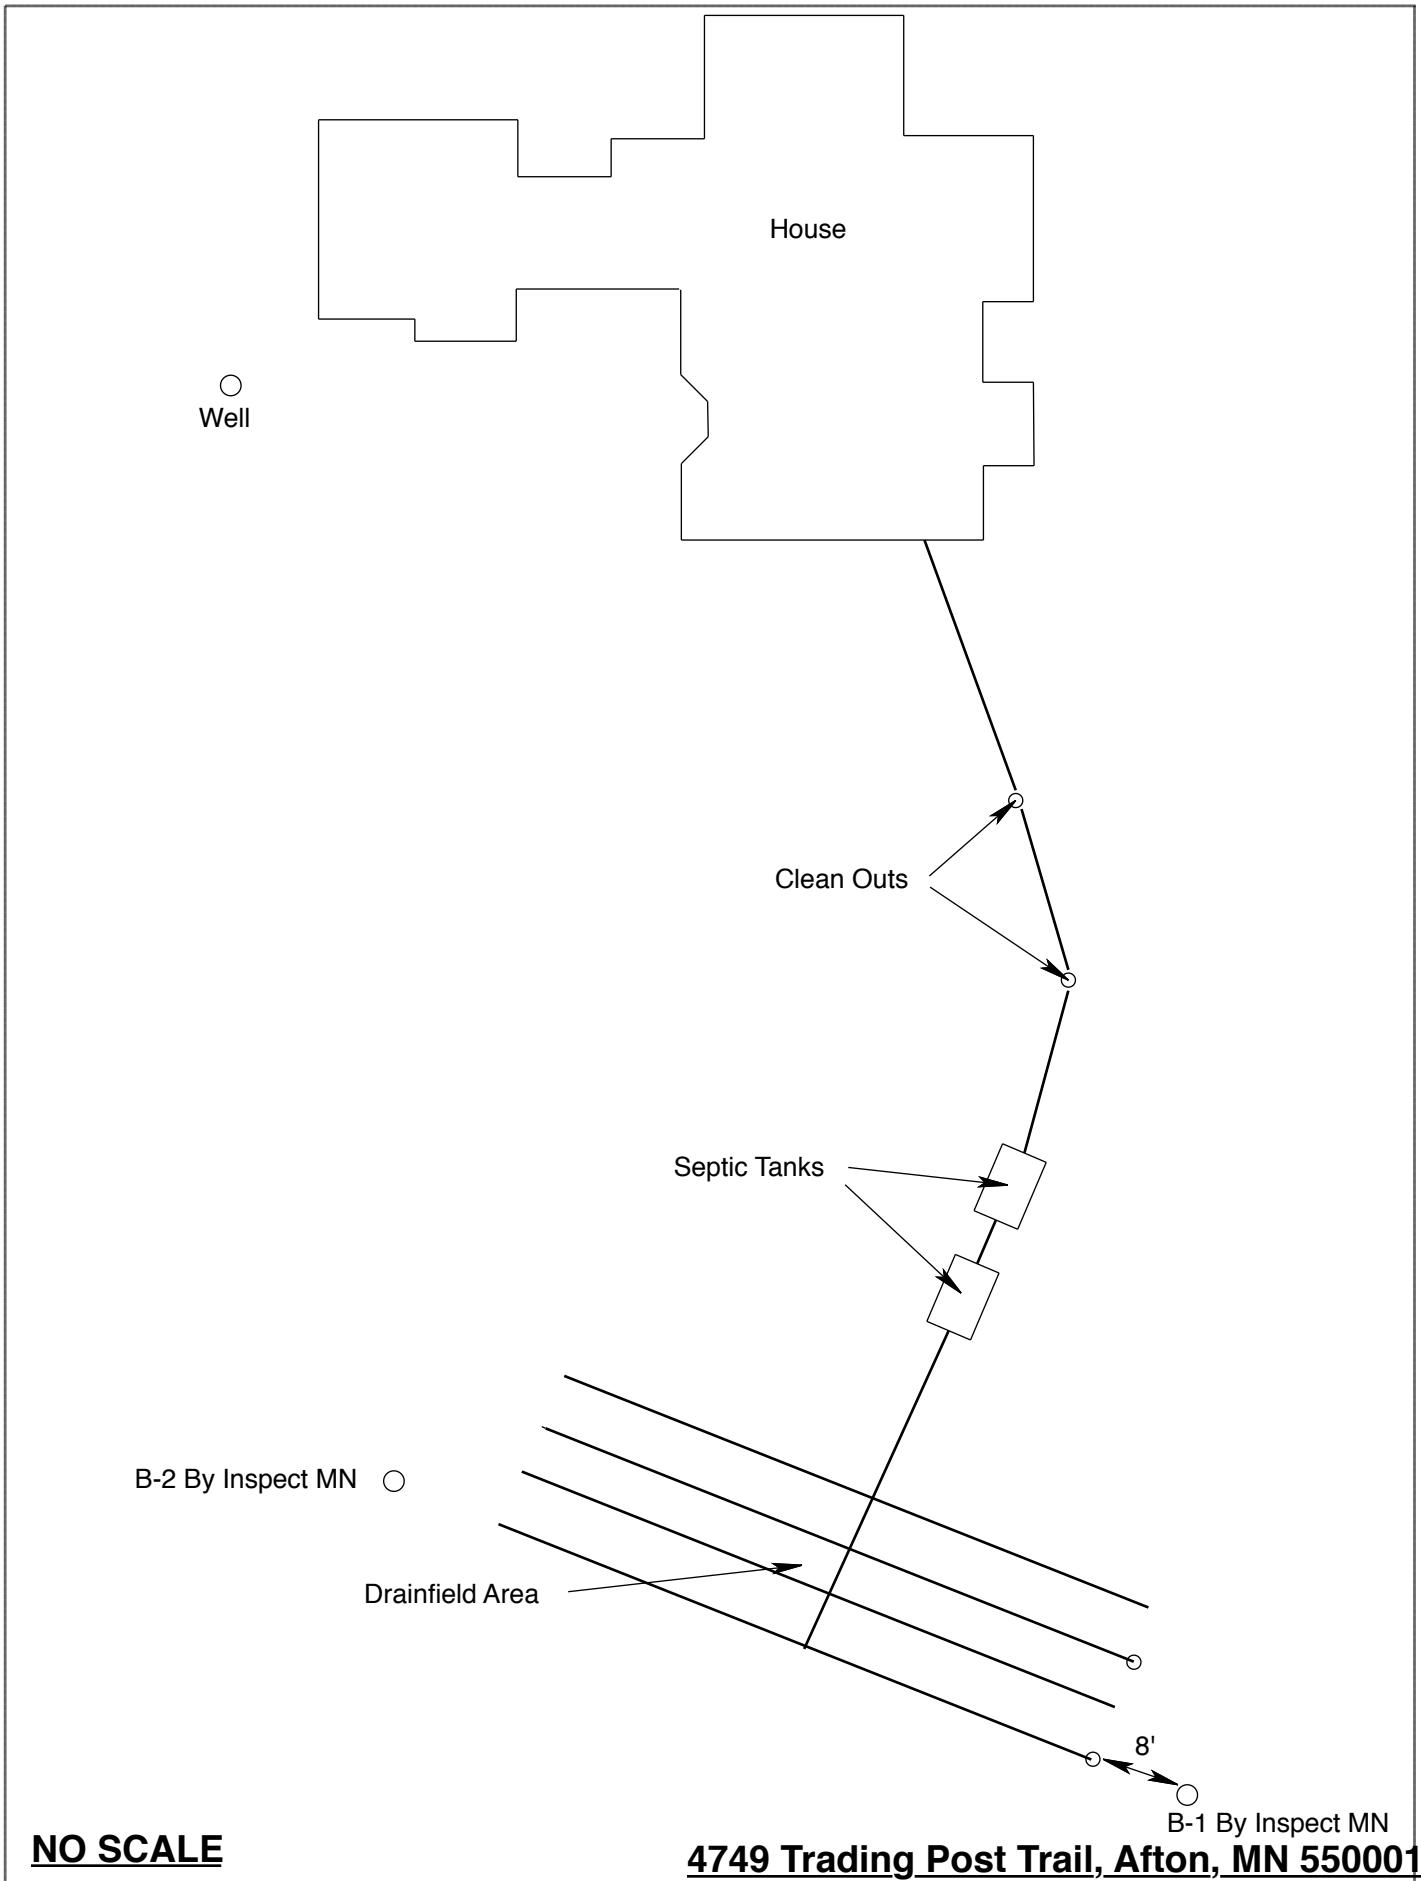 House
Well
Clean Outs
Septic Tanks
B-2 By Inspect MN
Drainfield Area
8'
B-1 By Inspect MN
NO SCALE
4749 Trading Post Trail, Afton, MN 550001